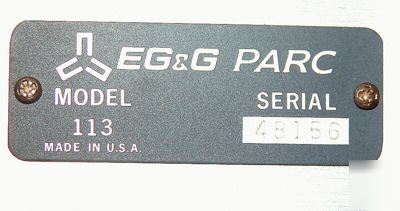 EG&G PARC
MODEL SERIAL
113 48156
MADE IN U.S.A.